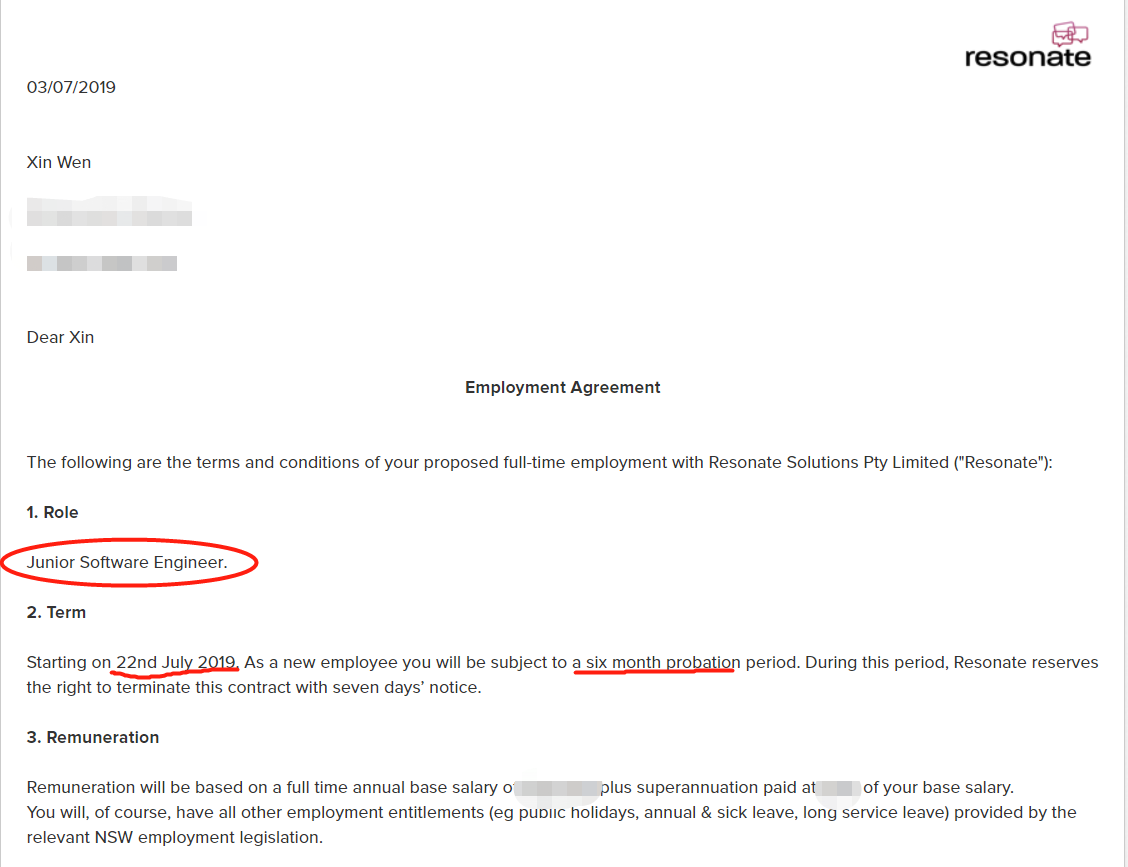 resonate
03/07/2019
Xin Wen
Dear Xin
Employment Agreement
The following are the terms and conditions of your proposed full-time employment with Resonate Solutions Pty Limited ("Resonate"):
1. Role
Junior Software Engineer.
2. Term
Starting on 22nd July 2019. As a new employee you will be subject to a six month probation period. During this period, Resonate reserves
the right to terminate this contract with seven days’ notice.
3. Remuneration
Remuneration will be based on a full time annual base salary of plus superannuation paid at of your base salary.
You will, of course, have all other employment entitlements (eg public holidays, annual & sick leave, long service leave) provided by the
relevant NSW employment legislation.